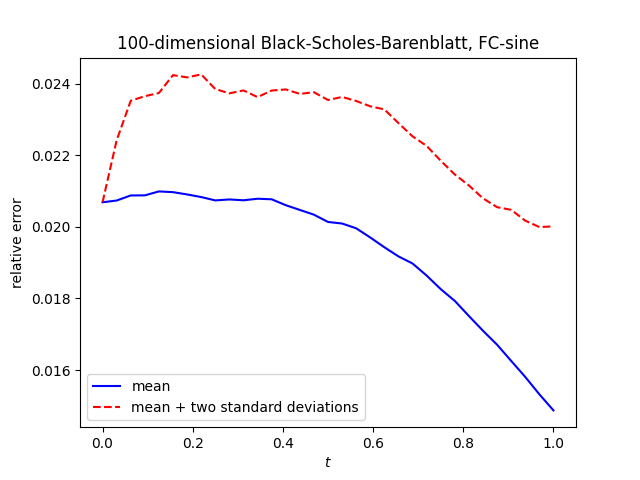 100-dimensional Black-Scholes-Barenblatt, FC-sine
relative error
0.024
0.022
0.020
0.018
0.016
mean
mean + two standard deviations
0.0 0.2 0.4 0.6 0.8 1.0
t